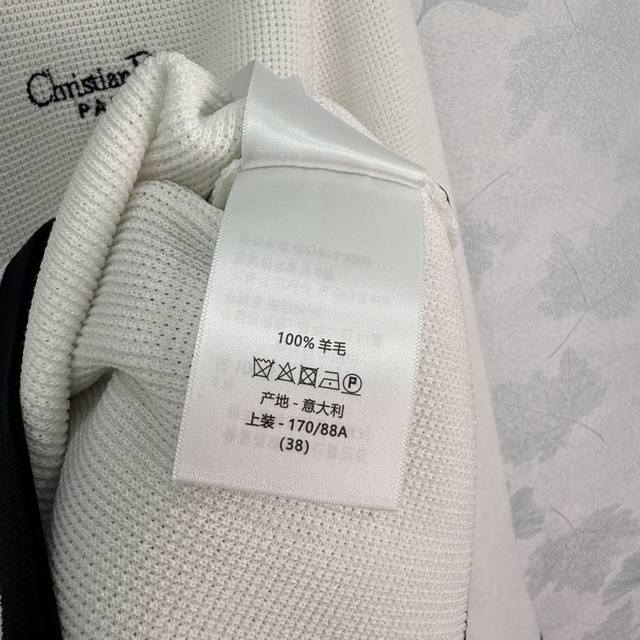 Christian
PA
100% 羊毛
产地 - 意大利
上装 - 170/88A
(38)